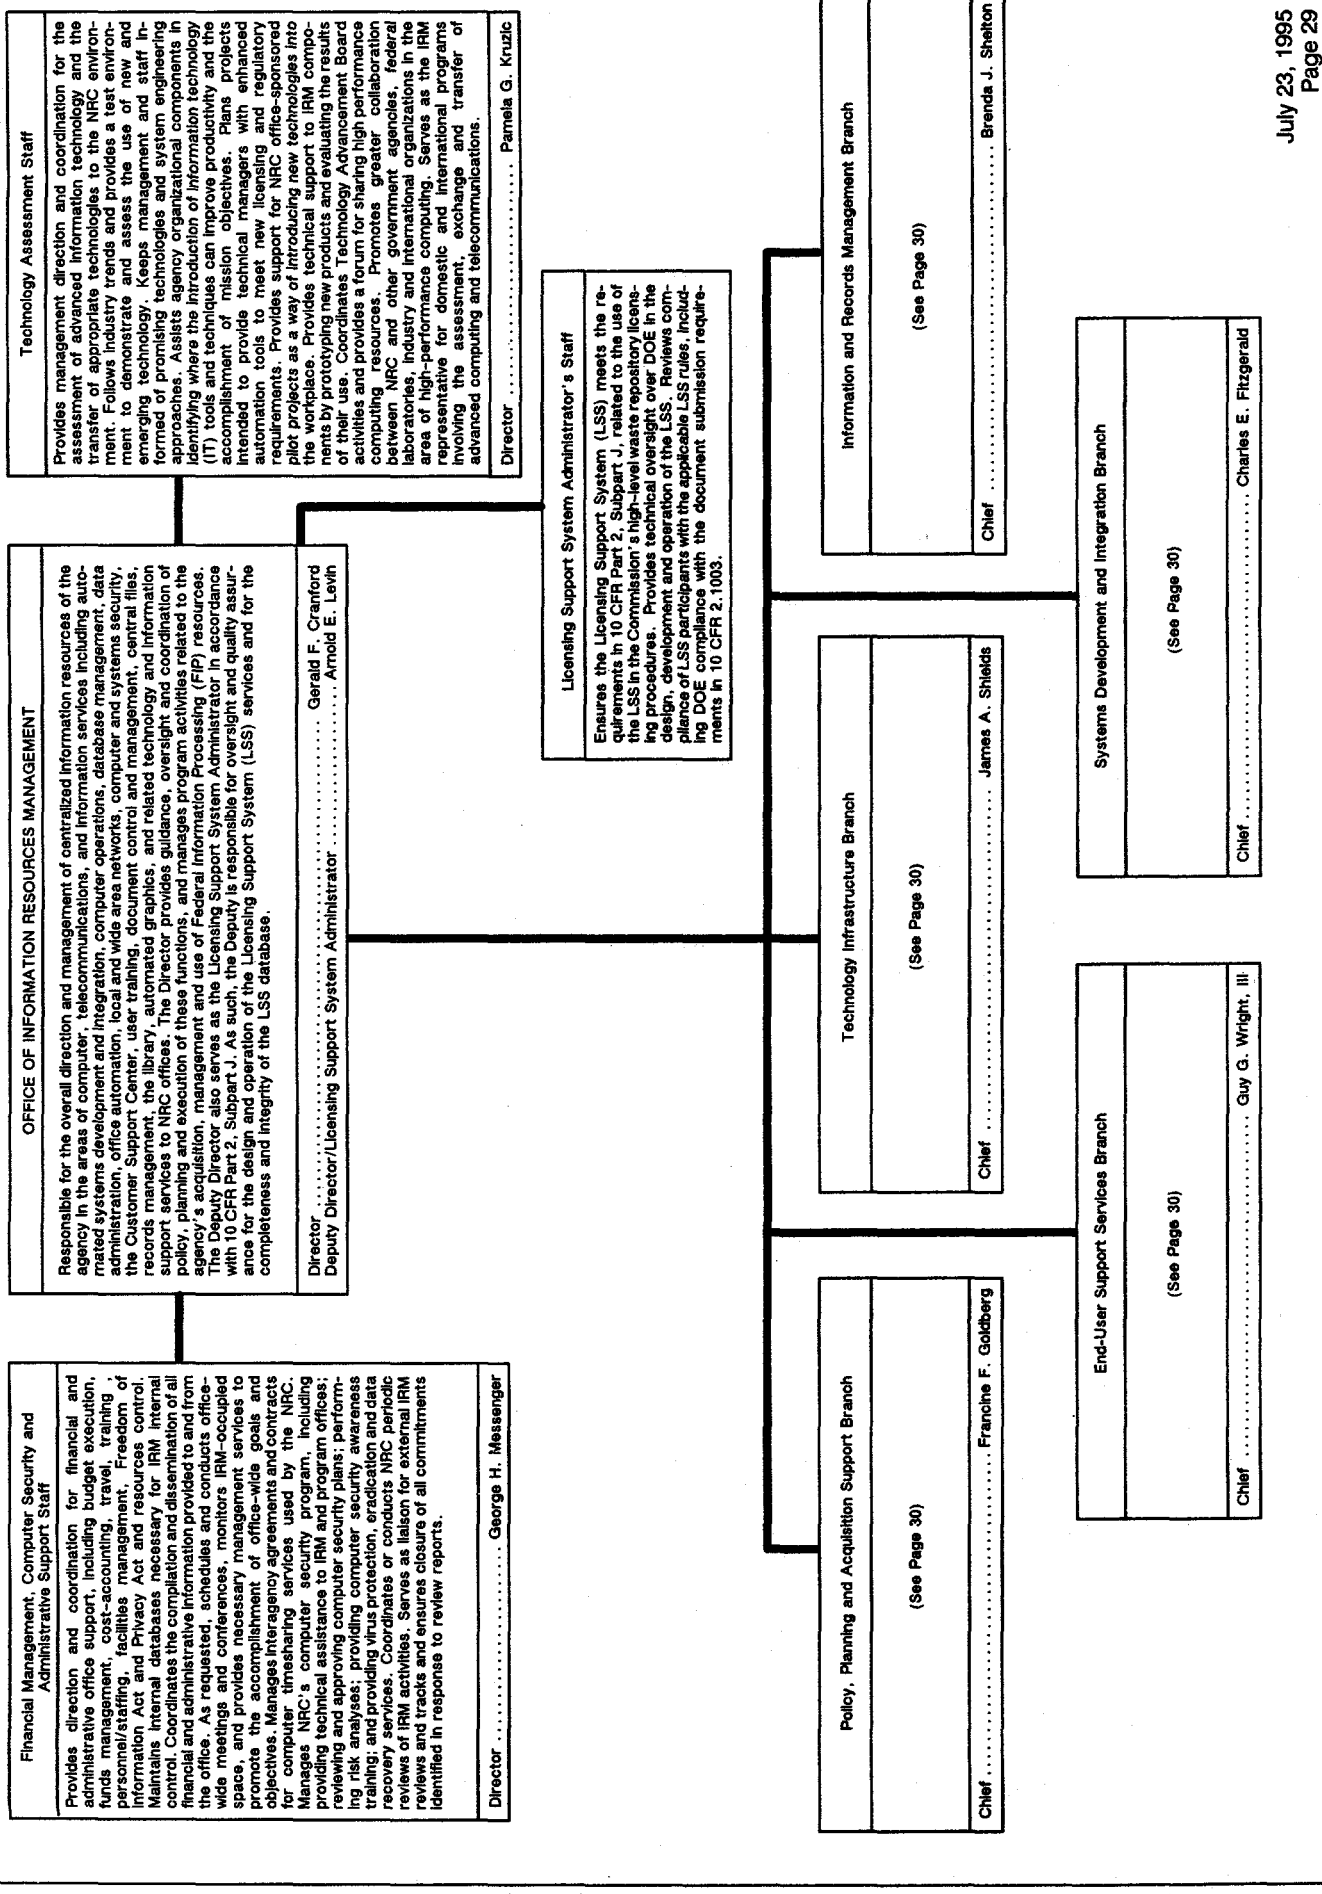 OFFICE OF INFORMATION RESOURCES MANAGEMENT
Responsible for the overall direction and management of centralized information resources of the
agency in the areas of computer, telecommunications, and information services including auto-
mated systems development and integration, computer operations, database management, data
administration, office automation, local and wide area networks, computer and systems security,
the Customer Support Center, user training, document control and management, central files,
records management, the library, automated graphics, and related technology and information
support services to NRC offices. The Director provides guidance, oversight and coordination of
policy, planning and execution of these functions, and manages program activities related to the
agency's acquisition, management and use of Federal Information Processing (FIP) resources.
The Deputy Director also serves as the Licensing Support System Administrator in accordance
with 10 CFR Part 2, Subpart J. As such, the Deputy is responsible for oversight and quality assur-
ance for the design and operation of the Licensing Support System (LSS) services and for the
completeness and integrity of the LSS database.
Director .......................................... Gerald F. Cranford
Deputy Director/Licensing Support System Administrator ................ Arnold E. Levin
Financial Management, Computer Security and
Administrative Support Staff
Provides direction and coordination for financial and
administrative office support, including budget execution,
funds management, cost-accounting, travel, training ,
personnel/staffing, facilities management, Freedom of
Information Act and Privacy Act and resources control.
Maintains internal databases necessary for IRM internal
control. Coordinates the compilation and dissemination of all
financial and administrative information provided to and from
the office. As requested, schedules and conducts office-
wide meetings and conferences, monitors IRM-occupied
space, and provides necessary management services to
promote the accomplishment of office-wide goals and
objectives. Manages interagency agreements and contracts
for computer timesharing services used by the NRC.
Manages NRC's computer security program, including
providing technical assistance to IRM and program offices;
reviewing and approving computer security plans; perform-
ing risk analyses; providing computer security awareness
training; and providing virus protection, eradication and data
recovery services. Coordinates or conducts NRC periodic
reviews of IRM activities. Serves as liaison for external IRM
reviews and tracks and ensures closure of all commitments
identified in response to review reports.
Director .................... George H. Messenger
Technology Assessment Staff
Provides management direction and coordination for the
assessment of advanced information technology and the
transfer of appropriate technologies to the NRC environ-
ment. Follows industry trends and provides a test environ-
ment to demonstrate and assess the use of new and
emerging technology. Keeps management and staff in-
formed of promising technologies and system engineering
approaches. Assists agency organizational components in
identifying where the introduction of information technology
(IT) tools and techniques can improve productivity and the
accomplishment of mission objectives. Plans projects
intended to provide technical managers with enhanced
automation tools to meet new licensing and regulatory
requirements. Provides support for NRC office-sponsored
pilot projects as a way of introducing new technologies into
the workplace. Provides technical support to IRM compo-
nents by prototyping new products and evaluating the results
of their use. Coordinates Technology Advancement Board
activities and provides a forum for sharing high performance
computing resources. Promotes greater collaboration
between NRC and other government agencies, federal
laboratories, industry and international organizations in the
area of high-performance computing. Serves as the IRM
representative for domestic and international programs
involving the assessment, exchange and transfer of
advanced computing and telecommunications.
Director .................... Pamela G. Kruzic
Licensing Support System Administrator's Staff
Ensures the Licensing Support System (LSS) meets the re-
quirements in 10 CFR Part 2, Subpart J, related to the use of
the LSS in the Commission's high-level waste repository licens-
ing procedures. Provides technical oversight over DOE in the
design, development and operation of the LSS. Reviews com-
pliance of LSS participants with the applicable LSS rules, includ-
ing DOE compliance with the document submission require-
ments in 10 CFR 2.1003.
Policy, Planning and Acquisition Support Branch
(See Page 30)
Chief .......................... Francine F. Goldberg
Technology Infrastructure Branch
(See Page 30)
Chief .......................... James A. Shields
Information and Records Management Branch
(See Page 30)
Chief .......................... Brenda J. Shelton
End-User Support Services Branch
(See Page 30)
Chief .......................... Guy G. Wright, III
Systems Development and Integration Branch
(See Page 30)
Chief .......................... Charles E. Fitzgerald
July 23, 1995
Page 29